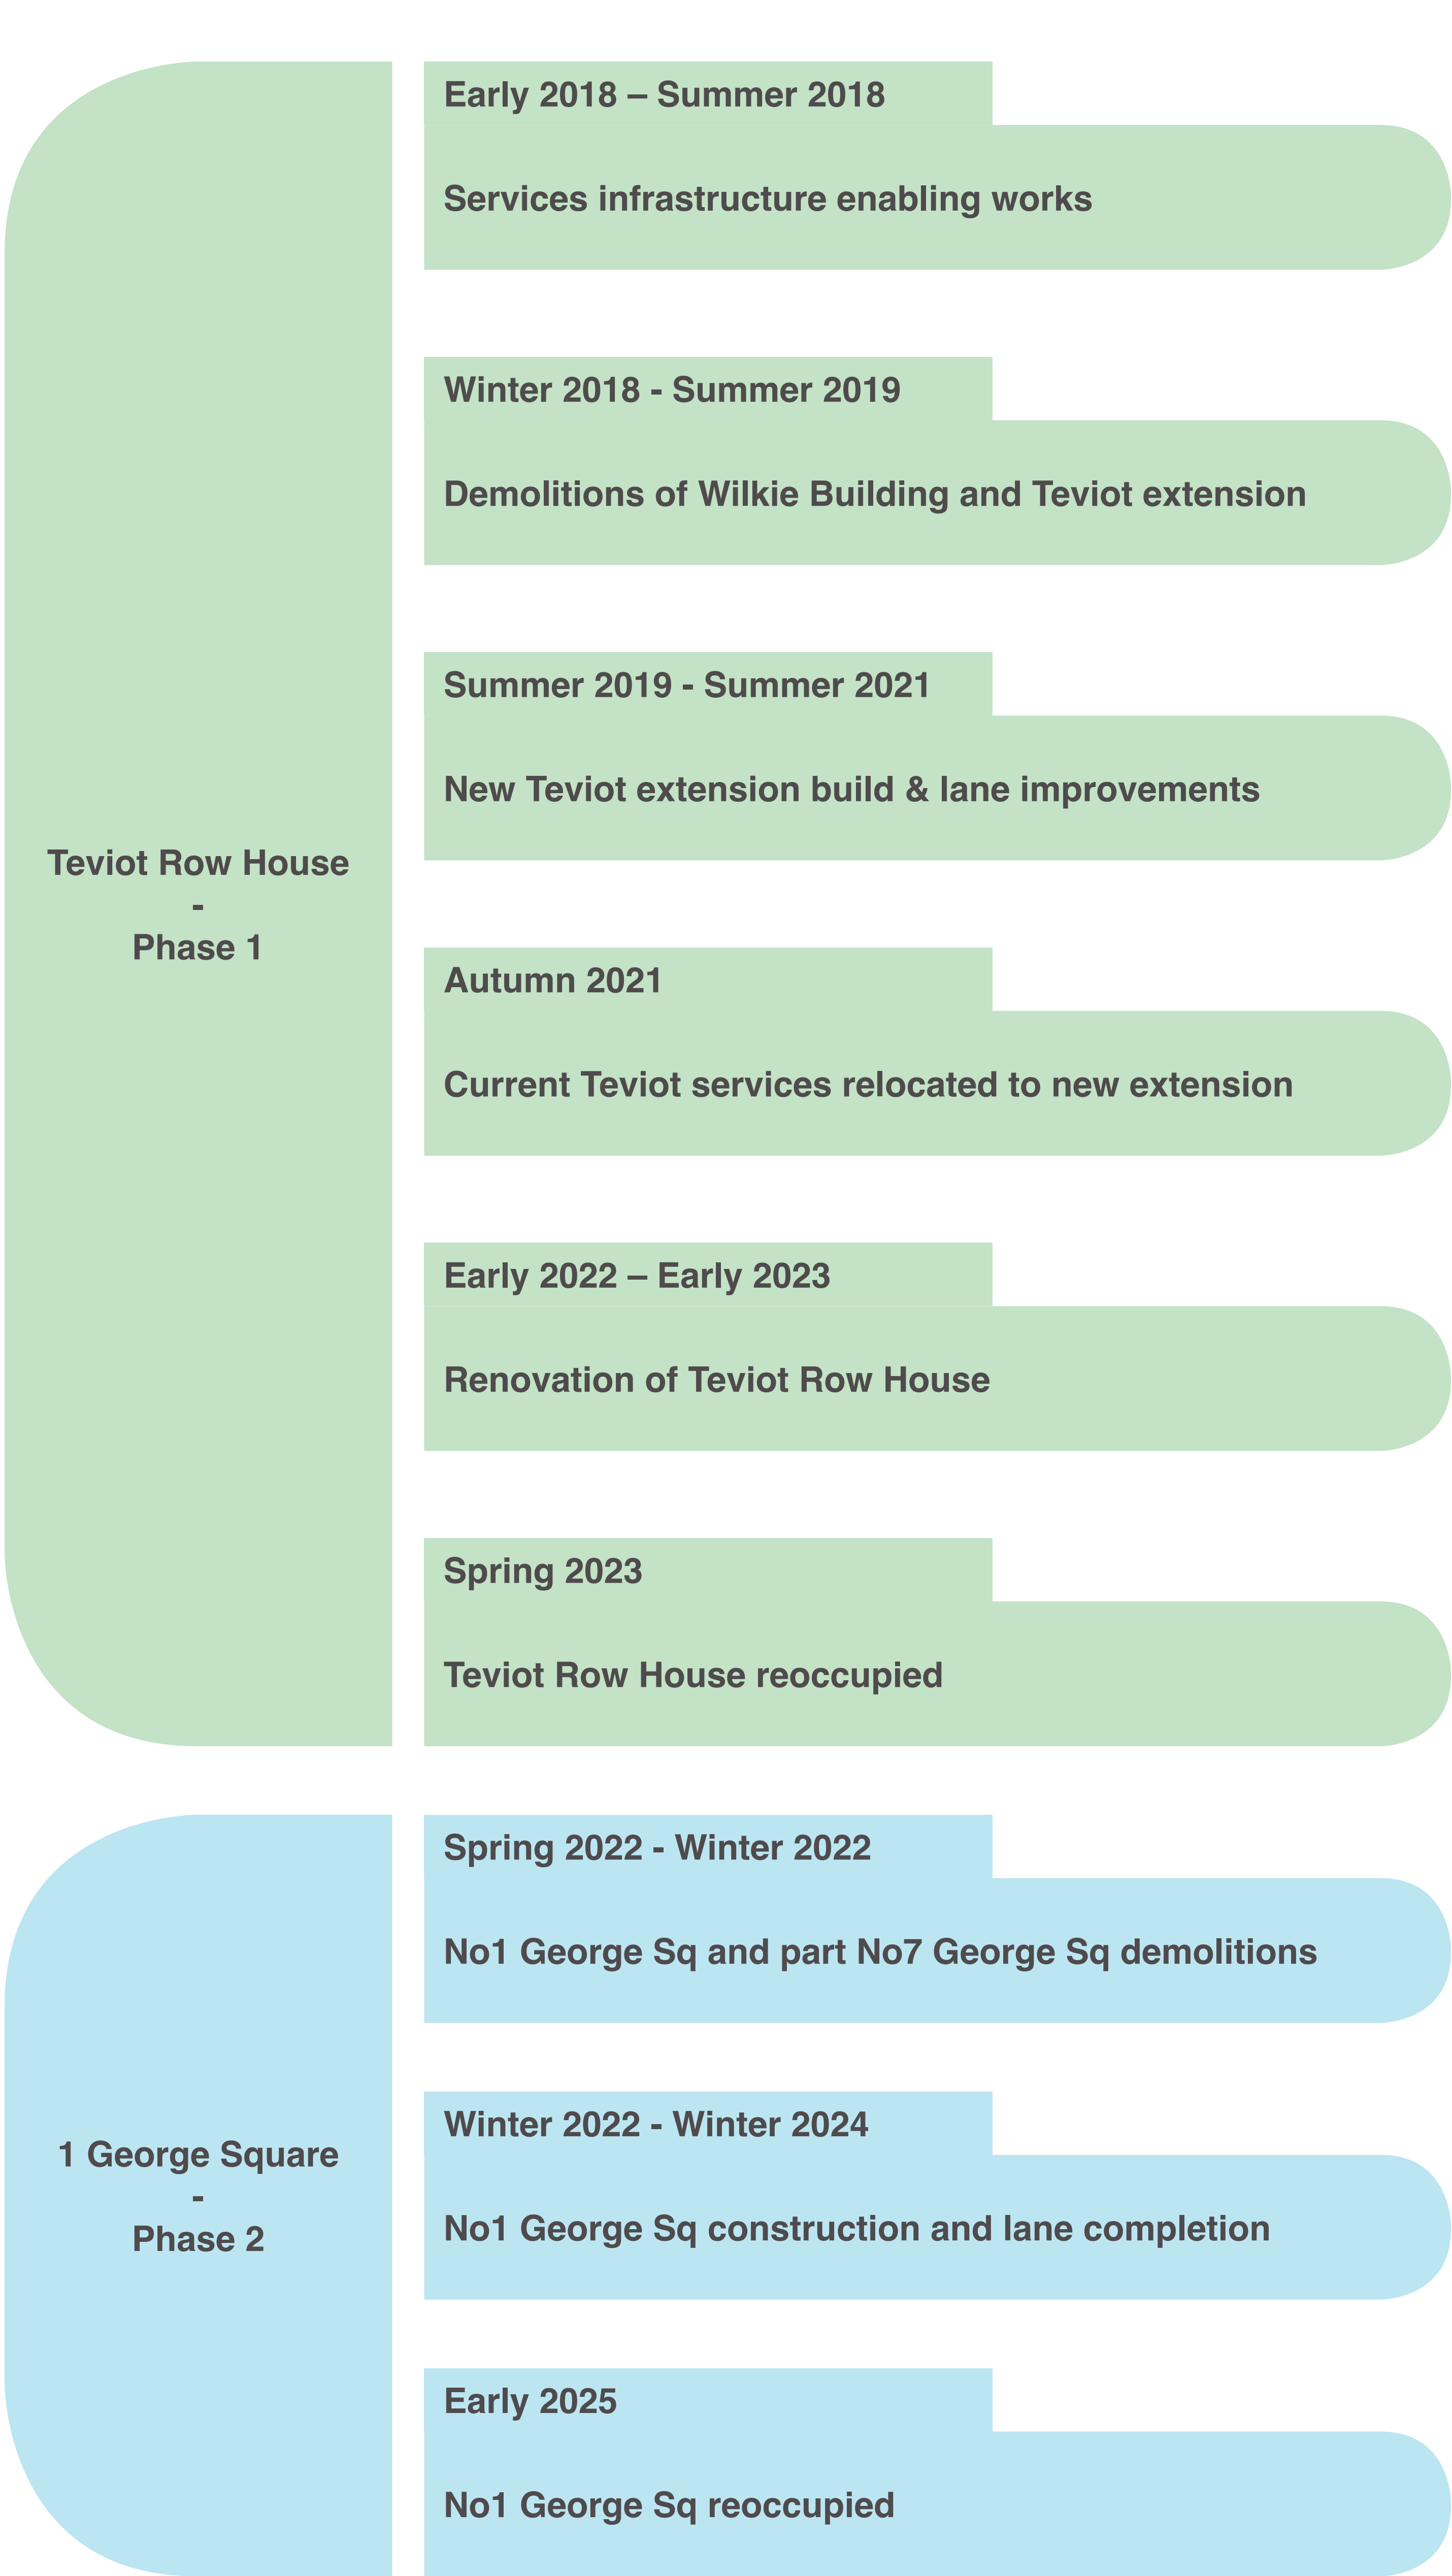 Teviot Row House
-
Phase 1
Early 2018 – Summer 2018
Services infrastructure enabling works
Winter 2018 - Summer 2019
Demolitions of Wilkie Building and Teviot extension
Summer 2019 - Summer 2021
New Teviot extension build & lane improvements
Autumn 2021
Current Teviot services relocated to new extension
Early 2022 – Early 2023
Renovation of Teviot Row House
Spring 2023
Teviot Row House reoccupied
1 George Square
-
Phase 2
Spring 2022 - Winter 2022
No1 George Sq and part No7 George Sq demolitions
Winter 2022 - Winter 2024
No1 George Sq construction and lane completion
Early 2025
No1 George Sq reoccupied